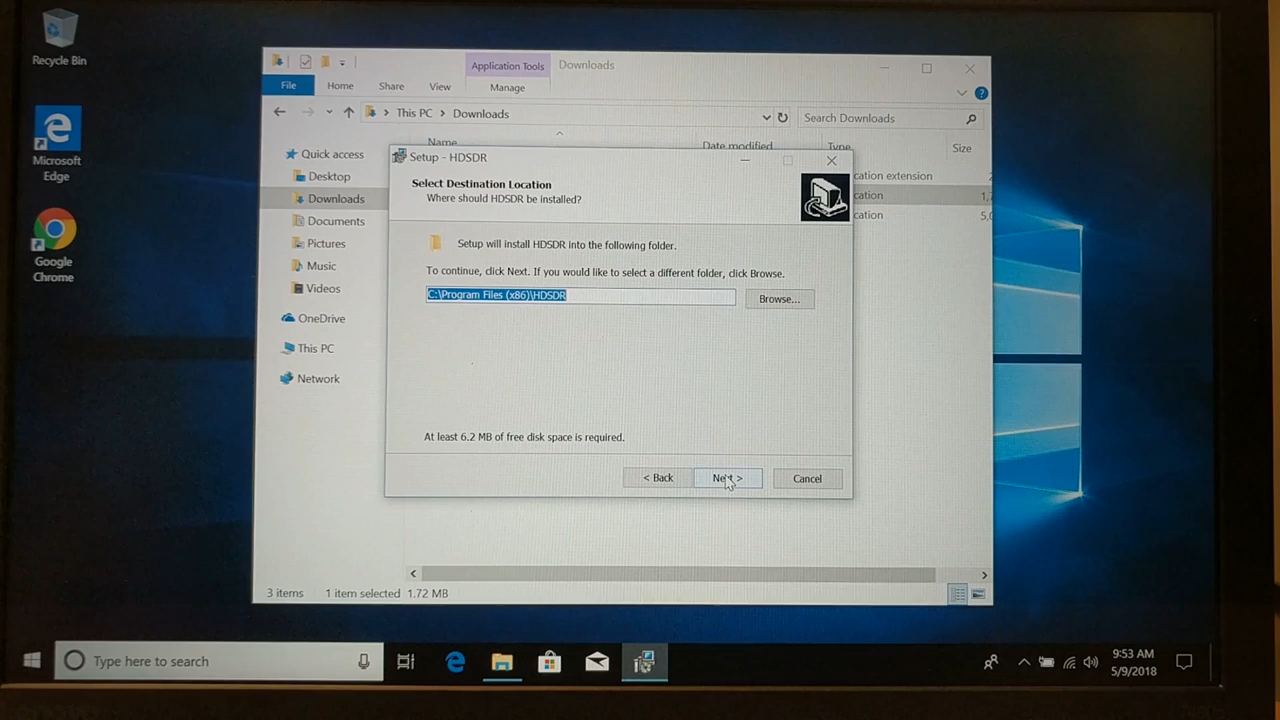 Recycle Bin
Microsoft
Edge
Google
Chrome
Application Tools
Downloads
File
Home
Share
View
Manage
?
This PC > Downloads
Search Downloads
Name
Date modified
Type
Size
Quick access
Desktop
Downloads
Documents
Pictures
Music
Videos
OneDrive
This PC
Network
cation extension
cation
1,7
cation
5,0
Setup - HDSDR
Select Destination Location
Where should HDSDR be installed?
Setup will install HDSDR into the following folder.
To continue, click Next. If you would like to select a different folder, click Browse.
C:\Program Files (x86)\HDSDR
Browse...
At least 6.2 MB of free disk space is required.
< Back
Next >
Cancel
3 items
1 item selected 1.72 MB
Type here to search
9:53 AM
5/9/2018